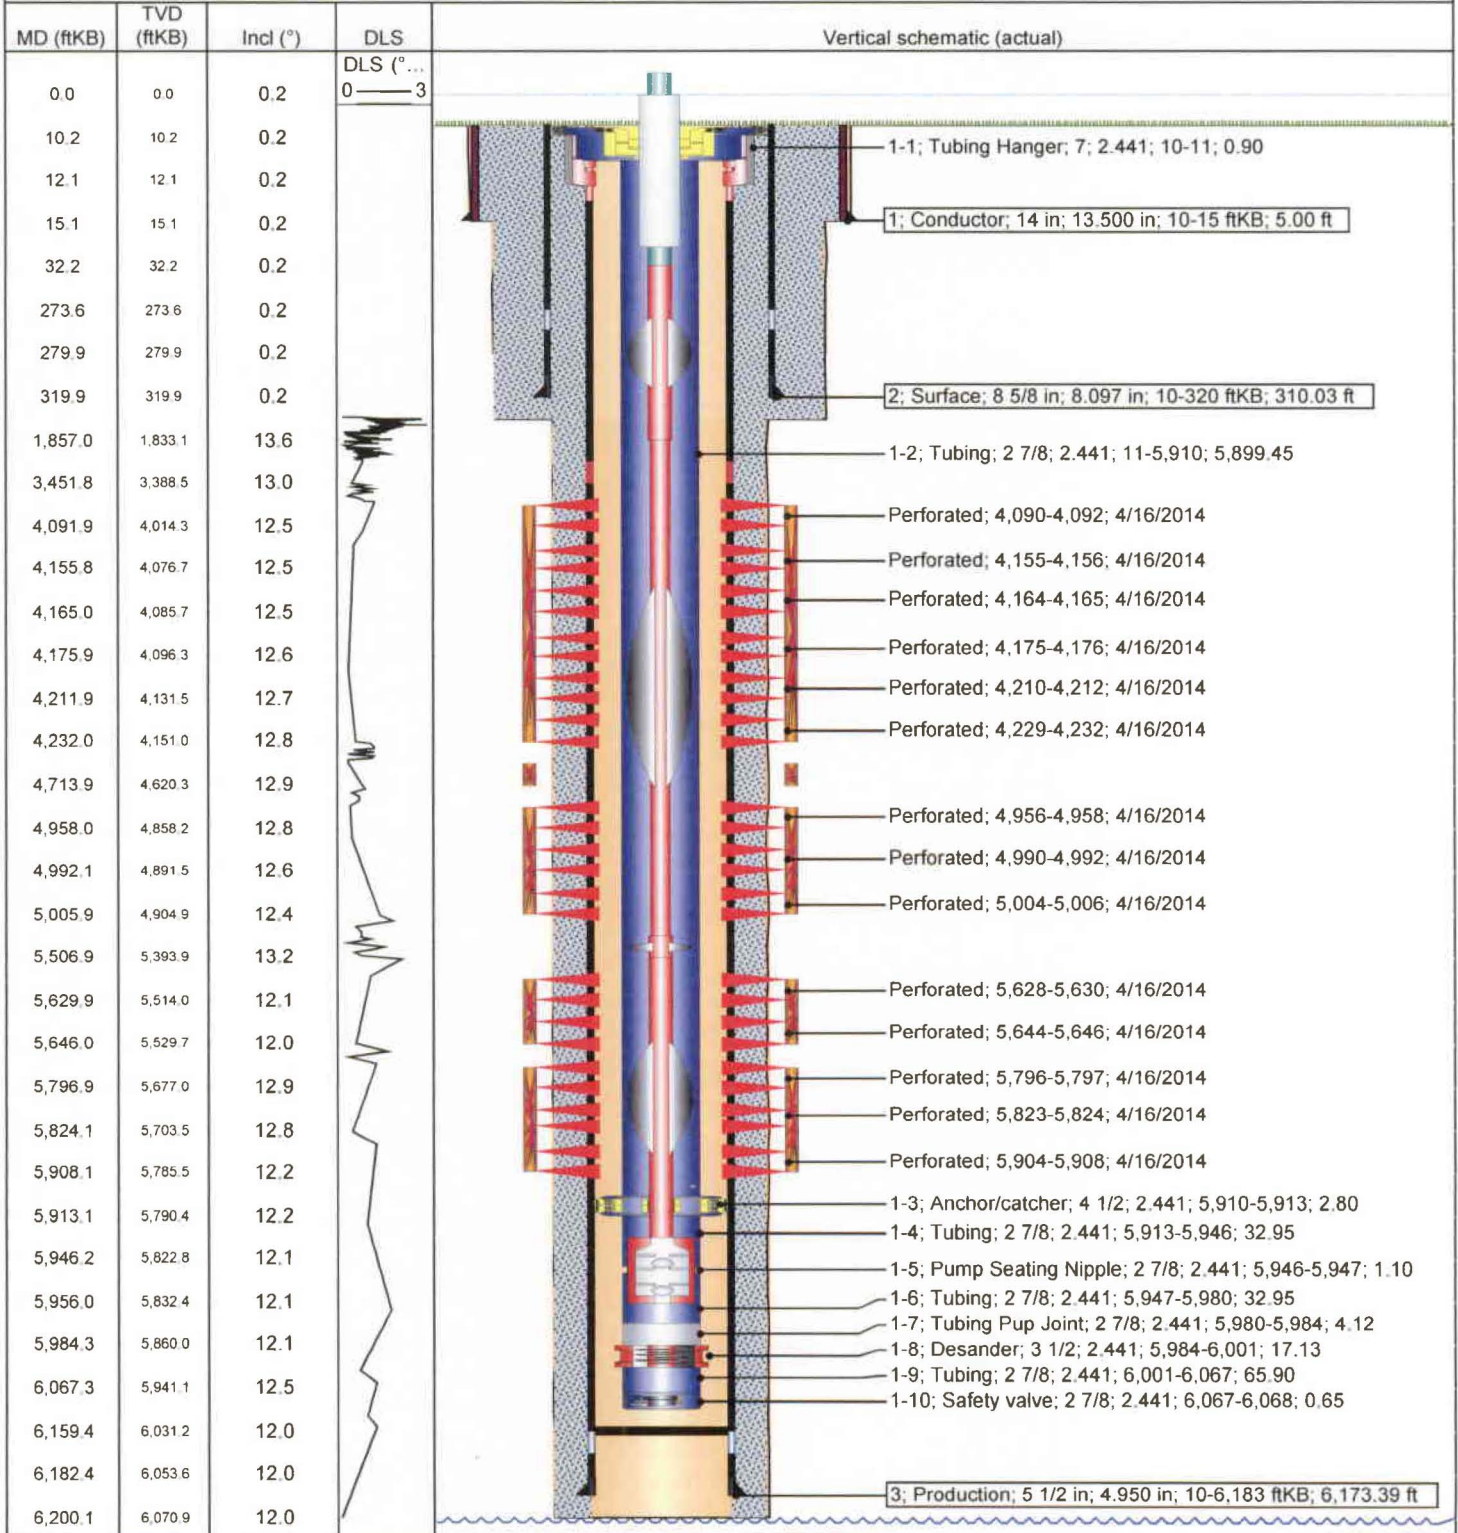 MD (ftKB) TVD (ftKB) Incl (°) DLS Vertical schematic (actual)
DLS (°...
0 3
0.0 0.0 0.2
10.2 10.2 0.2
12.1 12.1 0.2
15.1 15.1 0.2
32.2 32.2 0.2
273.6 273.6 0.2
279.9 279.9 0.2
319.9 319.9 0.2
1,857.0 1,833.1 13.6
3,451.8 3,388.5 13.0
4,091.9 4,014.3 12.5
4,155.8 4,076.7 12.5
4,165.0 4,085.7 12.5
4,175.9 4,096.3 12.6
4,211.9 4,131.5 12.7
4,232.0 4,151.0 12.8
4,713.9 4,620.3 12.9
4,958.0 4,858.2 12.8
4,992.1 4,891.5 12.6
5,005.9 4,904.9 12.4
5,506.9 5,393.9 13.2
5,629.9 5,514.0 12.1
5,646.0 5,529.7 12.0
5,796.9 5,677.0 12.9
5,824.1 5,703.5 12.8
5,908.1 5,785.5 12.2
5,913.1 5,790.4 12.2
5,946.2 5,822.8 12.1
5,956.0 5,832.4 12.1
5,984.3 5,860.0 12.1
6,067.3 5,941.1 12.5
6,159.4 6,031.2 12.0
6,182.4 6,053.6 12.0
6,200.1 6,070.9 12.0
1-1; Tubing Hanger; 7; 2.441; 10-11; 0.90
1; Conductor; 14 in; 13.500 in; 10-15 ftKB; 5.00 ft
2; Surface; 8 5/8 in; 8.097 in; 10-320 ftKB; 310.03 ft
1-2; Tubing; 2 7/8; 2.441; 11-5,910; 5,899.45
Perforated; 4,090-4,092; 4/16/2014
Perforated; 4,155-4,156; 4/16/2014
Perforated; 4,164-4,165; 4/16/2014
Perforated; 4,175-4,176; 4/16/2014
Perforated; 4,210-4,212; 4/16/2014
Perforated; 4,229-4,232; 4/16/2014
Perforated; 4,956-4,958; 4/16/2014
Perforated; 4,990-4,992; 4/16/2014
Perforated; 5,004-5,006; 4/16/2014
Perforated; 5,628-5,630; 4/16/2014
Perforated; 5,644-5,646; 4/16/2014
Perforated; 5,796-5,797; 4/16/2014
Perforated; 5,823-5,824; 4/16/2014
Perforated; 5,904-5,908; 4/16/2014
1-3; Anchor/catcher; 4 1/2; 2.441; 5,910-5,913; 2.80
1-4; Tubing; 2 7/8; 2.441; 5,913-5,946; 32.95
1-5; Pump Seating Nipple; 2 7/8; 2.441; 5,946-5,947; 1.10
1-6; Tubing; 2 7/8; 2.441; 5,947-5,980; 32.95
1-7; Tubing Pup Joint; 2 7/8; 2.441; 5,980-5,984; 4.12
1-8; Desander; 3 1/2; 2.441; 5,984-6,001; 17.13
1-9; Tubing; 2 7/8; 2.441; 6,001-6,067; 65.90
1-10; Safety valve; 2 7/8; 2.441; 6,067-6,068; 0.65
3; Production; 5 1/2 in; 4.950 in; 10-6,183 ftKB; 6,173.39 ft